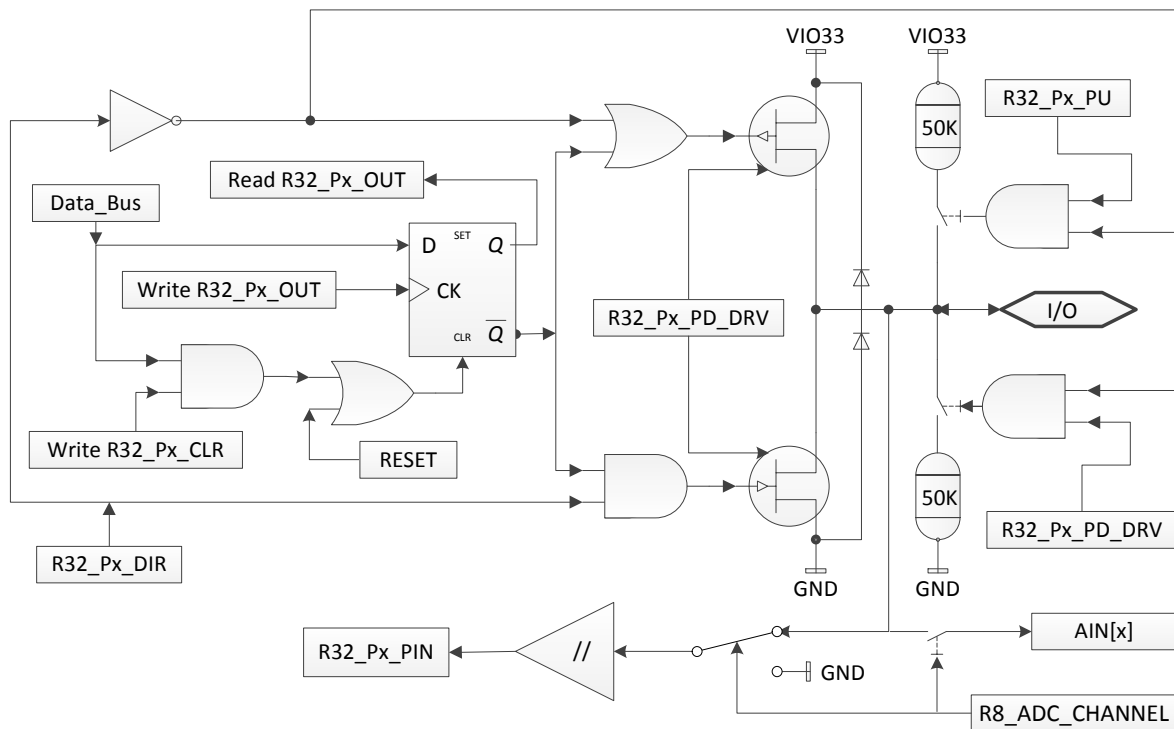 VIO33
VIO33
R32_Px_PU
50K
Read R32_Px_OUT
Data_Bus
D
SET
Q
Write R32_Px_OUT
CK
R32_Px_PD_DRV
I/O
CLR
Q
Write R32_Px_CLR
RESET
50K
R32_Px_PD_DRV
R32_Px_DIR
GND
GND
R32_Px_PIN
//
AIN[x]
GND
R8_ADC_CHANNEL